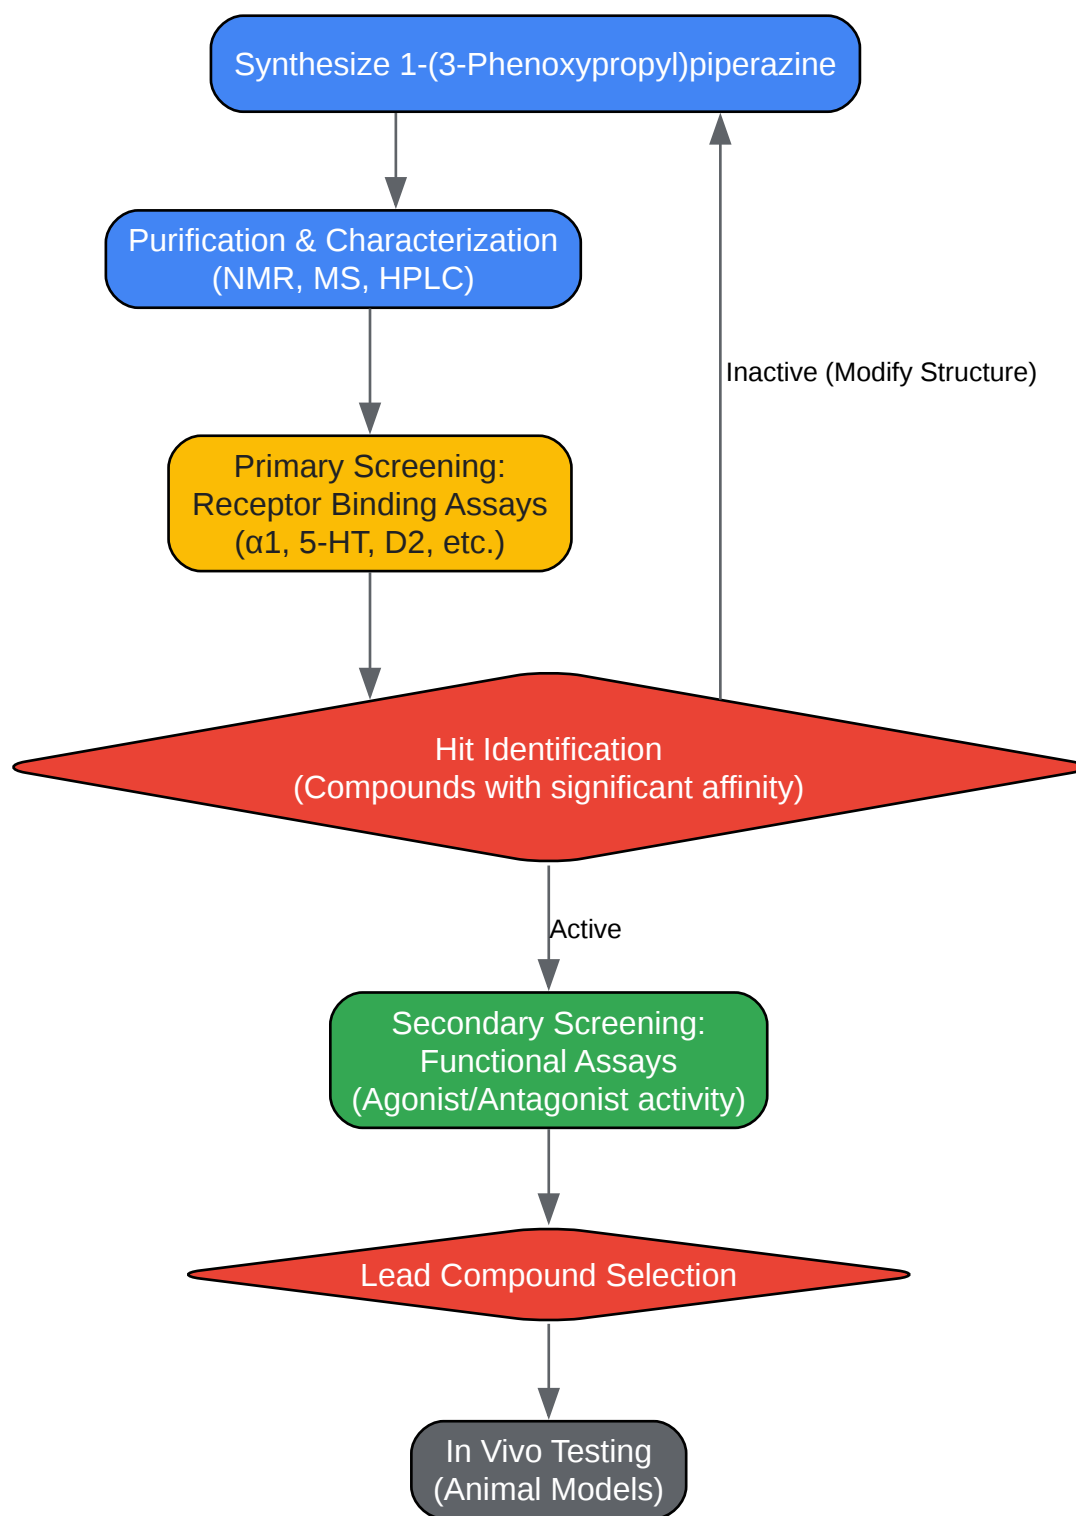 Synthesize 1-(3-Phenoxypropyl)piperazine
Purification & Characterization
(NMR, MS, HPLC)
Inactive (Modify Structure)
Primary Screening:
Receptor Binding Assays
(α1, 5-HT, D2, etc.)
Hit Identification
(Compounds with significant affinity)
Active
Secondary Screening:
Functional Assays
(Agonist/Antagonist activity)
Lead Compound Selection
In Vivo Testing
(Animal Models)